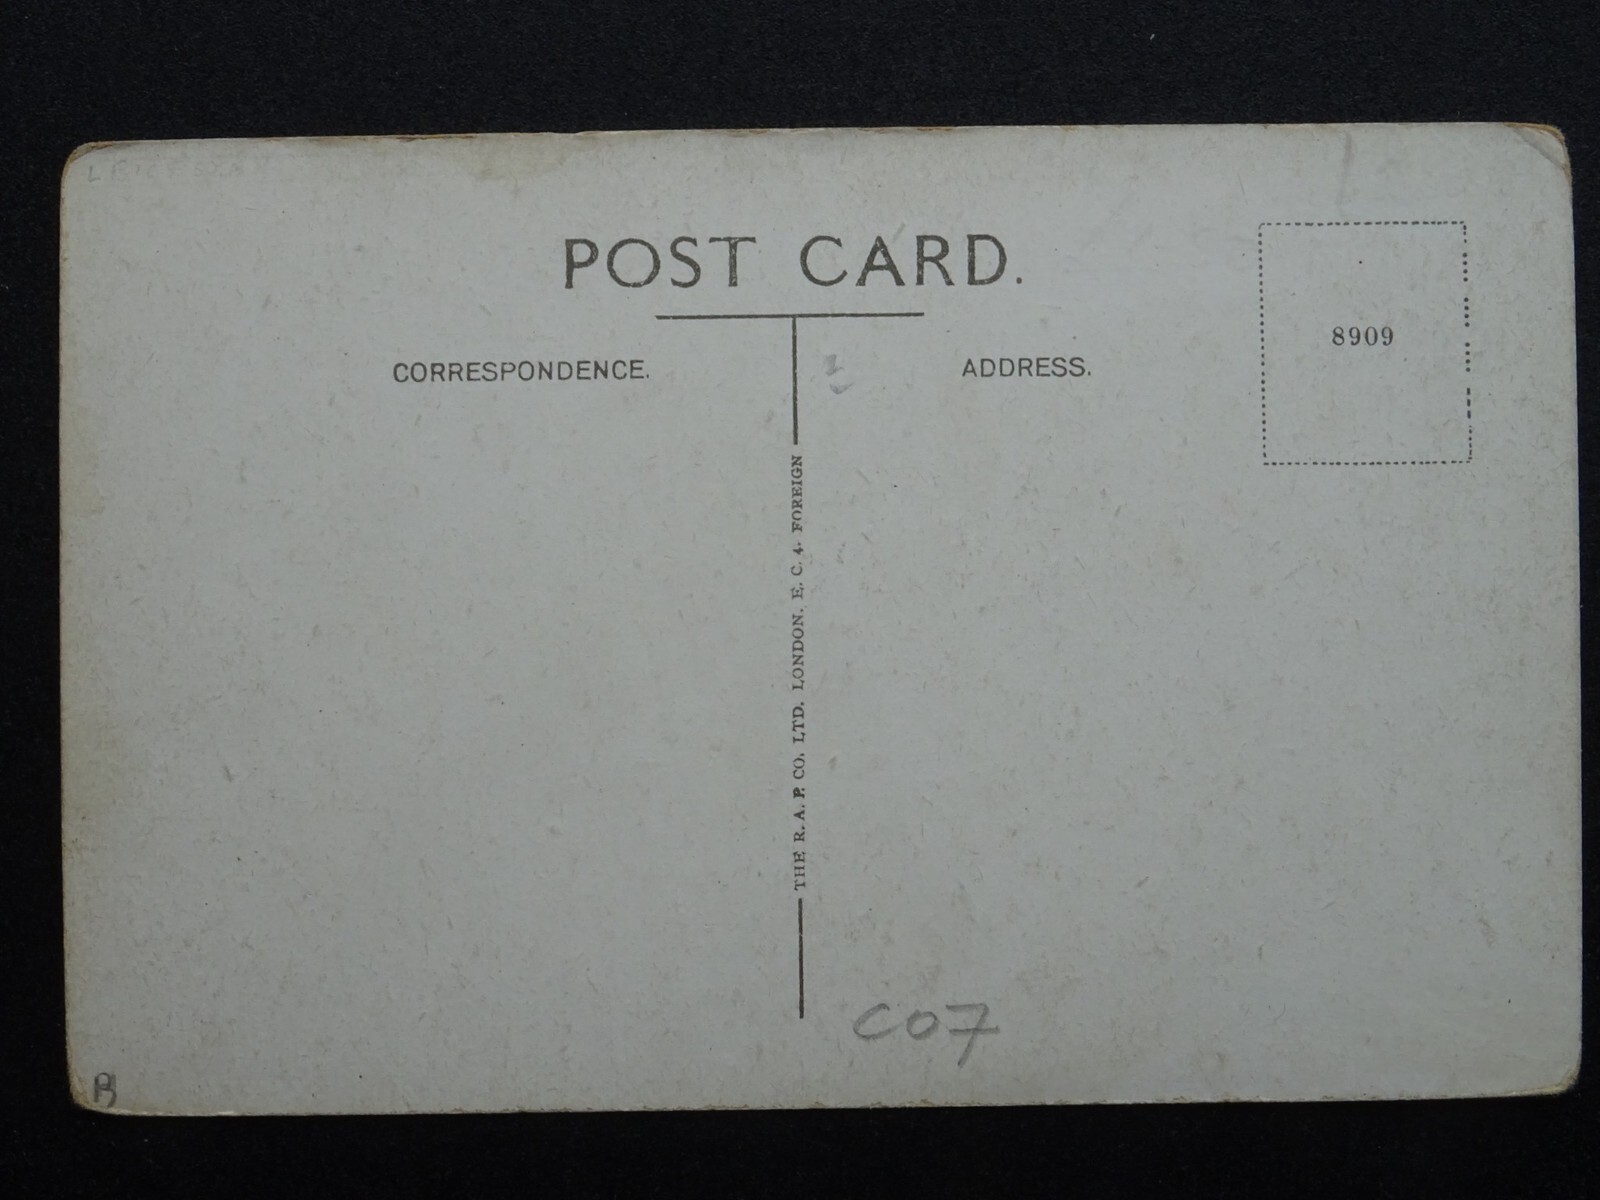 POST CARD.
CORRESPONDENCE.
ADDRESS.
8909
THE R. A. P. CO. LTD. LONDON. E. C. 4. FOREIGN
C07